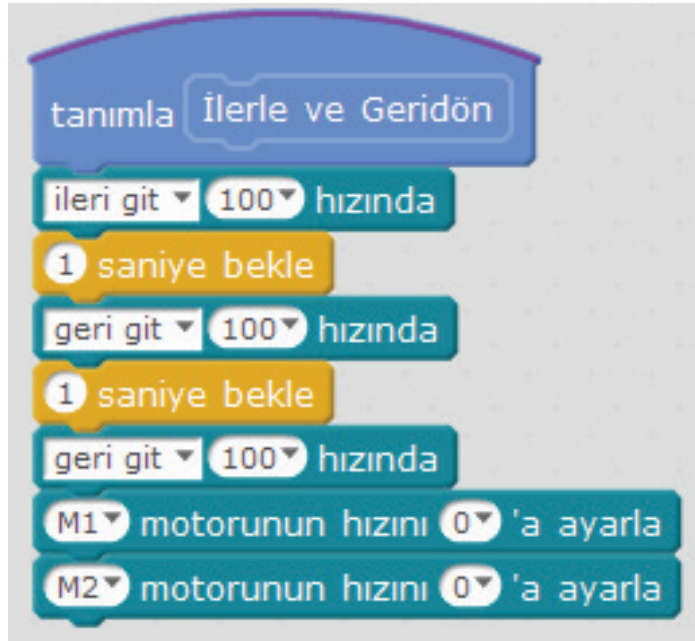 tanımla İlerle ve Geridön
ileri git 100 hızında
1 saniye bekle
geri git 100 hızında
1 saniye bekle
geri git 100 hızında
M1 motorunun hızını 0 'a ayarla
M2 motorunun hızını 0 'a ayarla